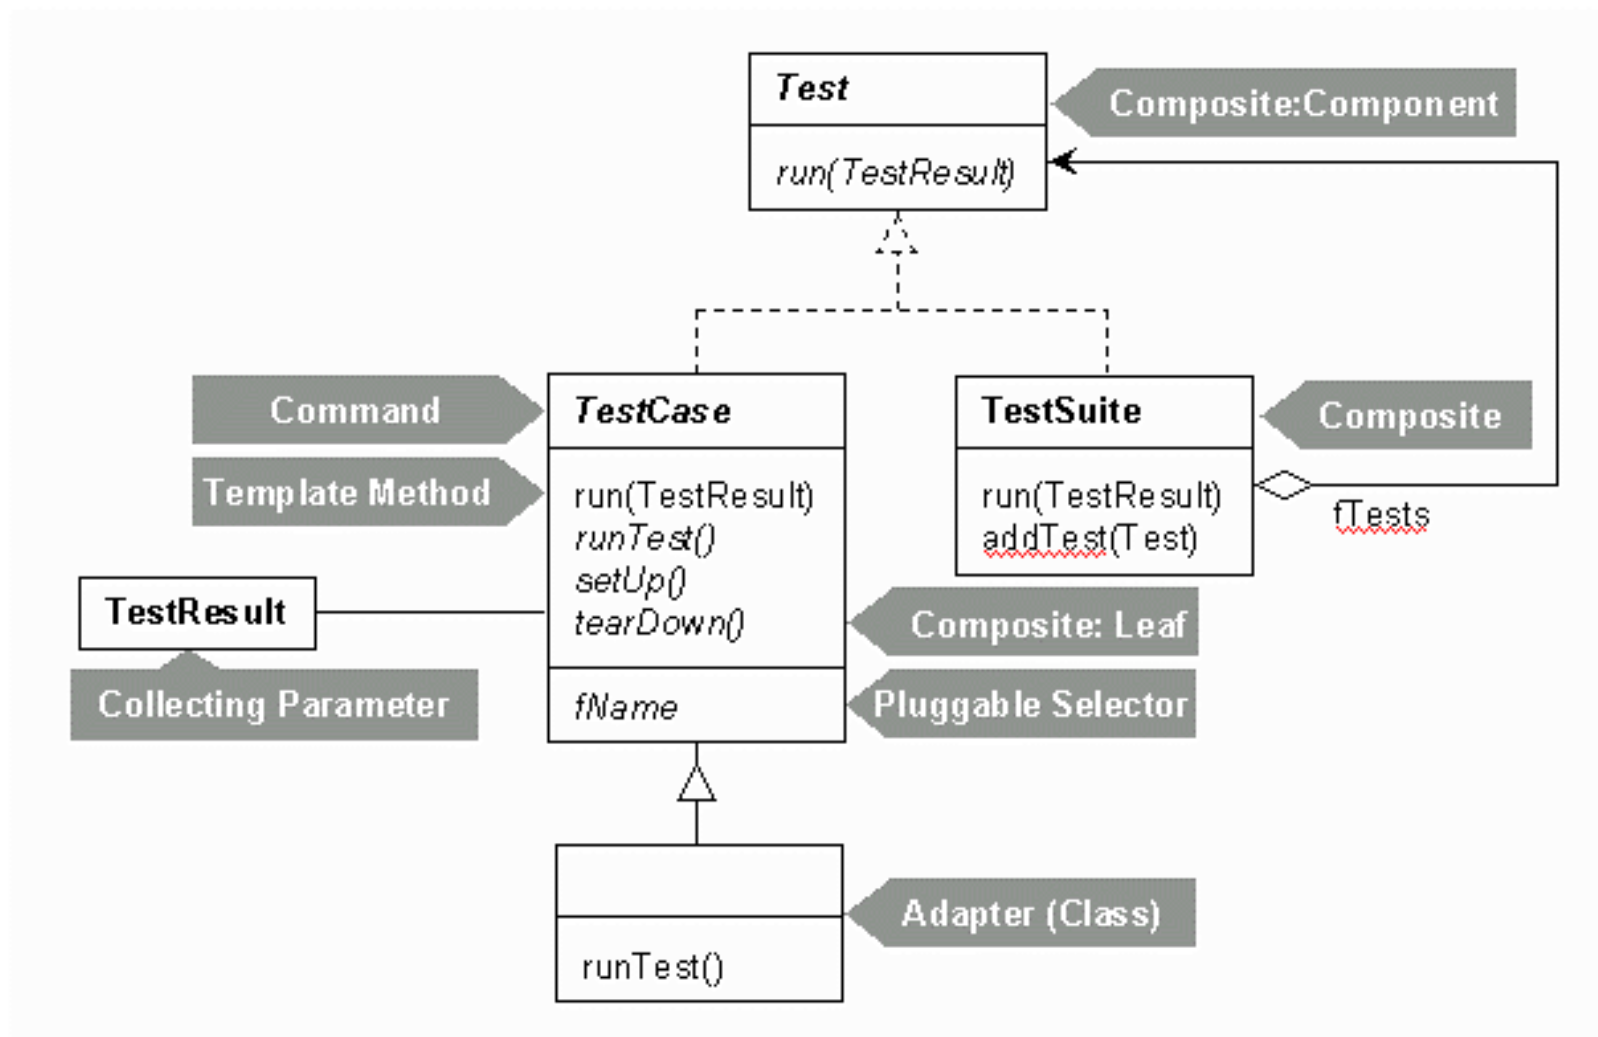 Test
Composite:Component
run(TestResult)
Command
TestCase
TestSuite
Composite
Template Method
run(TestResult)
runTest()
setUp()
tearDown()
run(TestResult)
addTest(Test)
fTests
TestResult
Composite: Leaf
Collecting Parameter
fName
Pluggable Selector
Adapter (Class)
runTest()